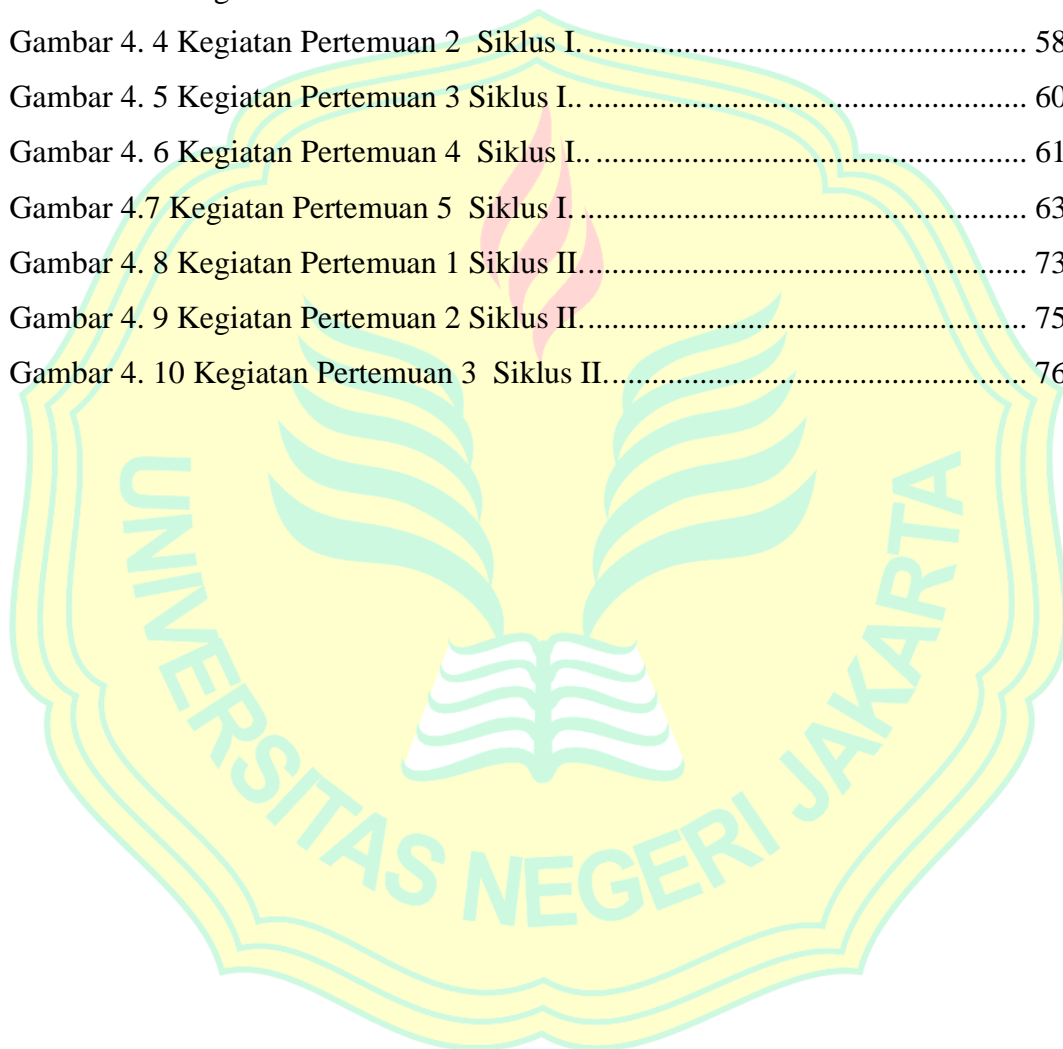 Gambar 4. 4 Kegiatan Pertemuan 2  Siklus I. ........................................................ 58
Gambar 4. 5 Kegiatan Pertemuan 3 Siklus I.. ....................................................... 60
Gambar 4. 6 Kegiatan Pertemuan 4  Siklus I.. ...................................................... 61
Gambar 4.7 Kegiatan Pertemuan 5  Siklus I. ........................................................ 63
Gambar 4. 8 Kegiatan Pertemuan 1 Siklus II. ....................................................... 73
Gambar 4. 9 Kegiatan Pertemuan 2 Siklus II. ....................................................... 75
Gambar 4. 10 Kegiatan Pertemuan 3  Siklus II. .................................................... 76
UNIVERSITAS NEGERI JAKARTA